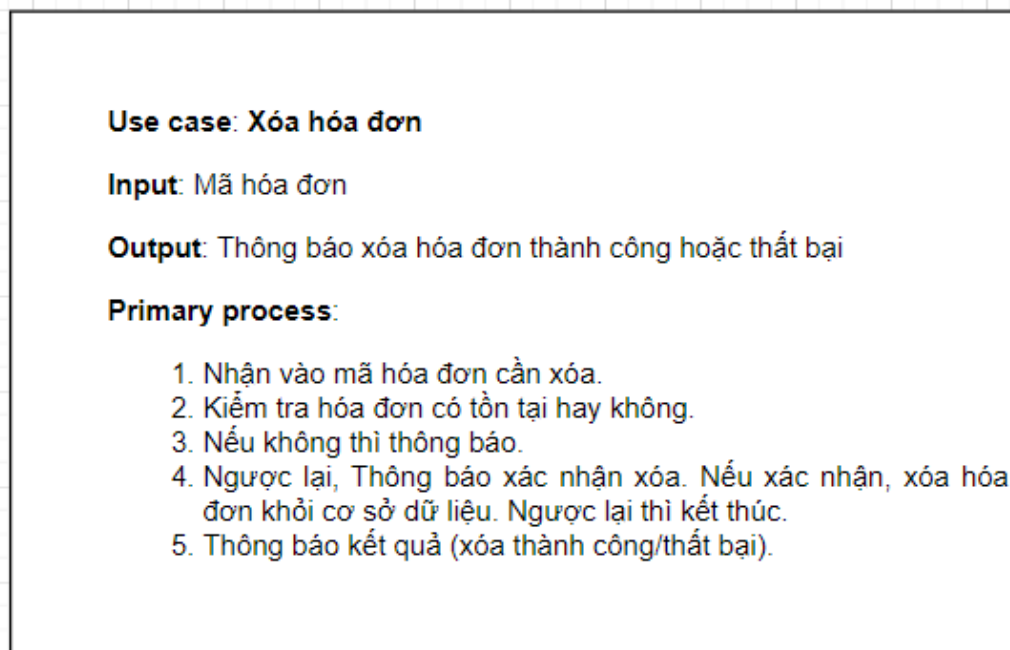 Use case: Xóa hóa đơn
Input: Mã hóa đơn
Output: Thông báo xóa hóa đơn thành công hoặc thất bại
Primary process:
1. Nhận vào mã hóa đơn cần xóa.
2. Kiểm tra hóa đơn có tồn tại hay không.
3. Nếu không thì thông báo.
4. Ngược lại, Thông báo xác nhận xóa. Nếu xác nhận, xóa hóa
đơn khỏi cơ sở dữ liệu. Ngược lại thì kết thúc.
5. Thông báo kết quả (xóa thành công/thất bại).